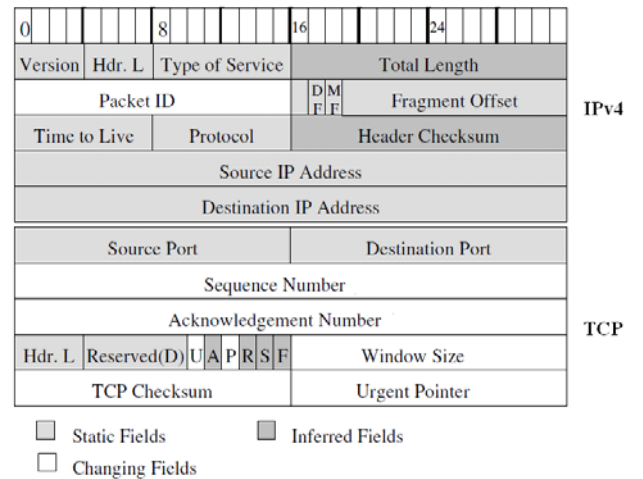 0 8 16 24
Version Hdr. L Type of Service Total Length
Packet ID DF MF Fragment Offset
IPv4
Time to Live Protocol Header Checksum
Source IP Address
Destination IP Address
Source Port Destination Port
Sequence Number
Acknowledgement Number
TCP
Hdr. L Reserved(D) U A P R S F Window Size
TCP Checksum Urgent Pointer
Static Fields Inferred Fields
Changing Fields